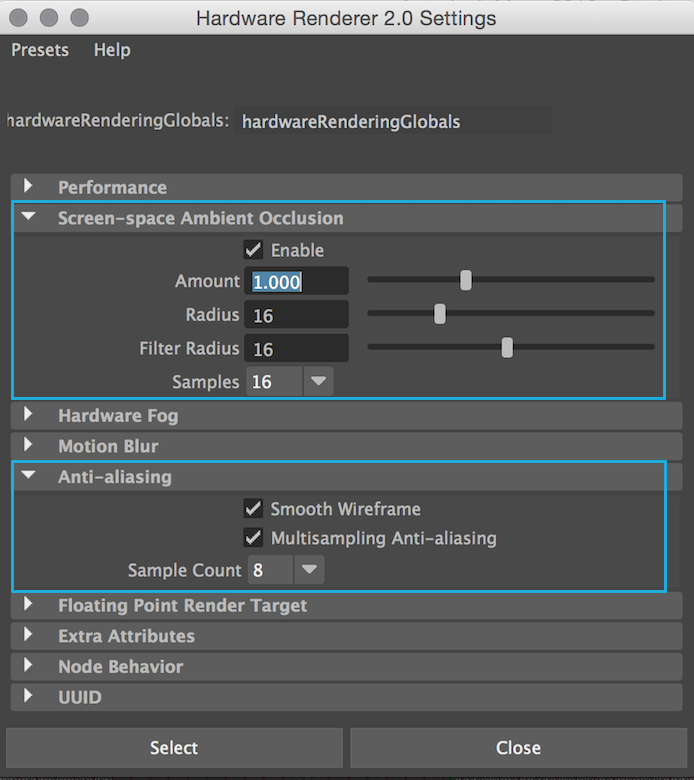 Hardware Renderer 2.0 Settings
Presets Help
hardwareRenderingGlobals: hardwareRenderingGlobals
Performance
Screen-space Ambient Occlusion
Enable
Amount 1.000
Radius 16
Filter Radius 16
Samples 16
Hardware Fog
Motion Blur
Anti-aliasing
Smooth Wireframe
Multisampling Anti-aliasing
Sample Count 8
Floating Point Render Target
Extra Attributes
Node Behavior
UUID
Select Close